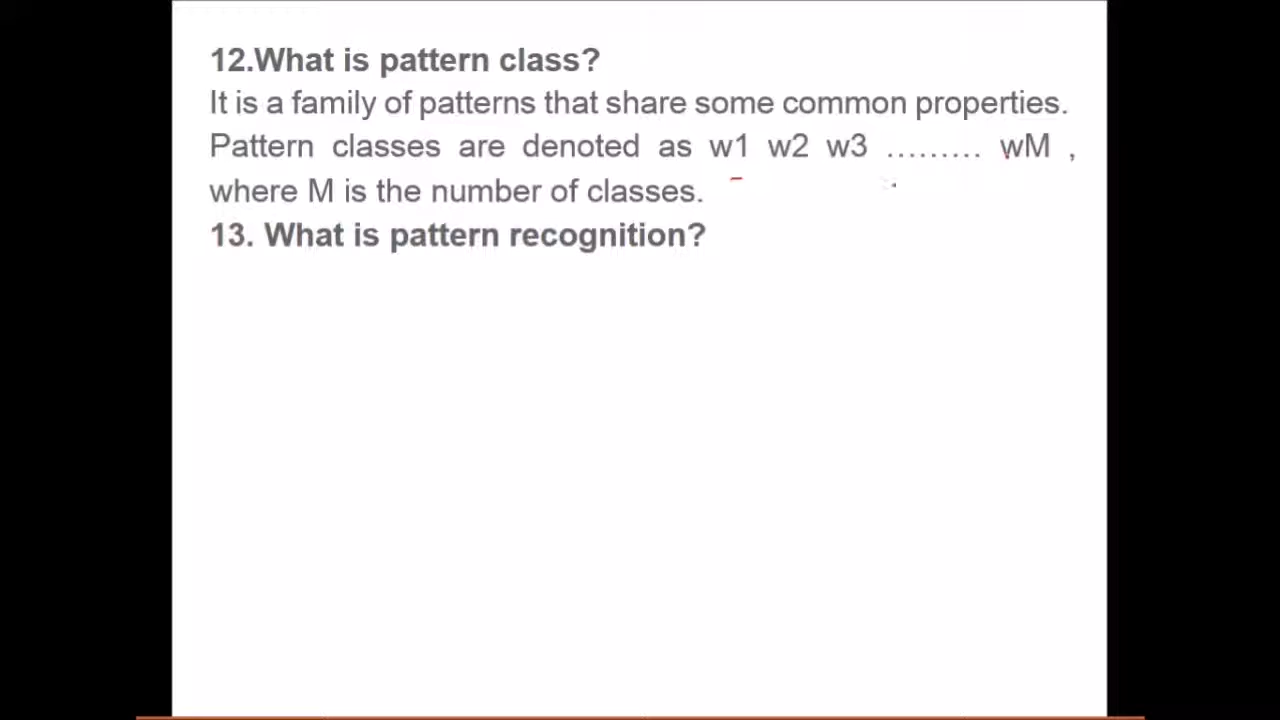 12.What is pattern class?
It is a family of patterns that share some common properties.
Pattern classes are denoted as w1 w2 w3 ......... wM ,
where M is the number of classes.
13. What is pattern recognition?